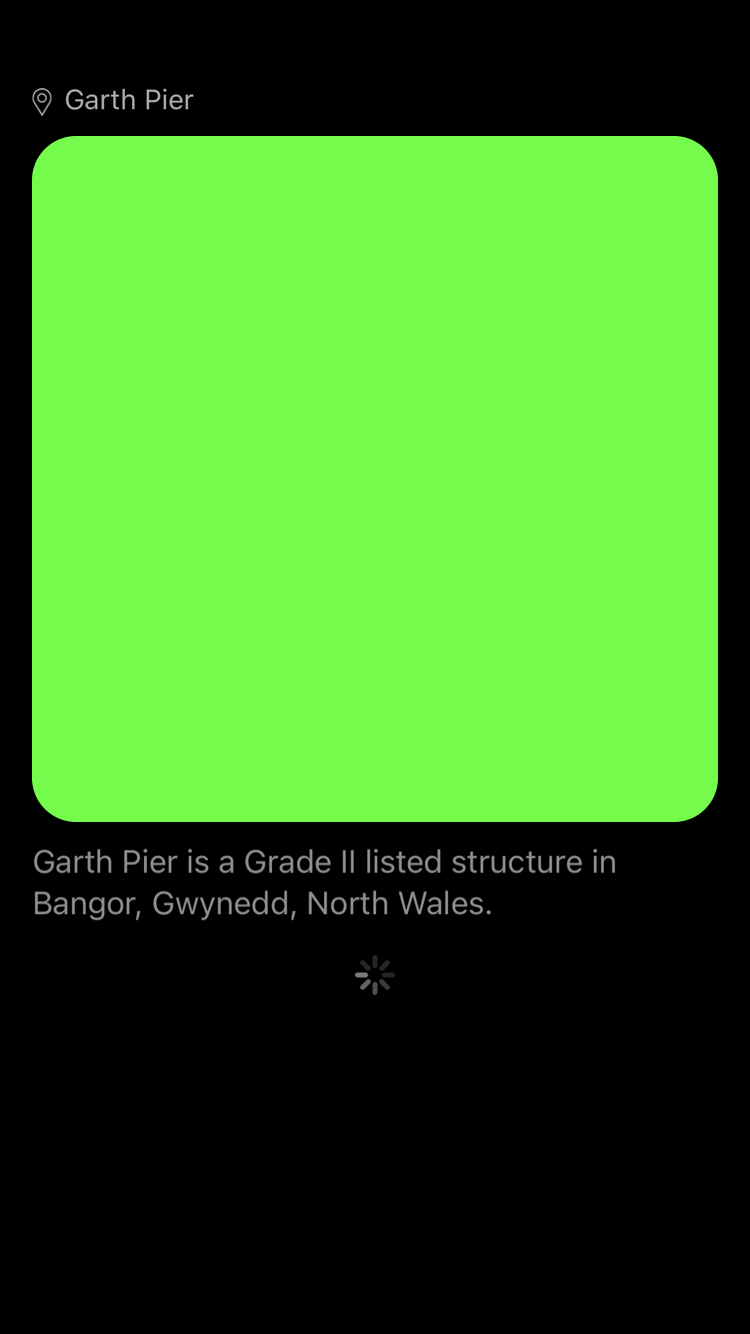 Garth Pier
Garth Pier is a Grade II listed structure in
Bangor, Gwynedd, North Wales.